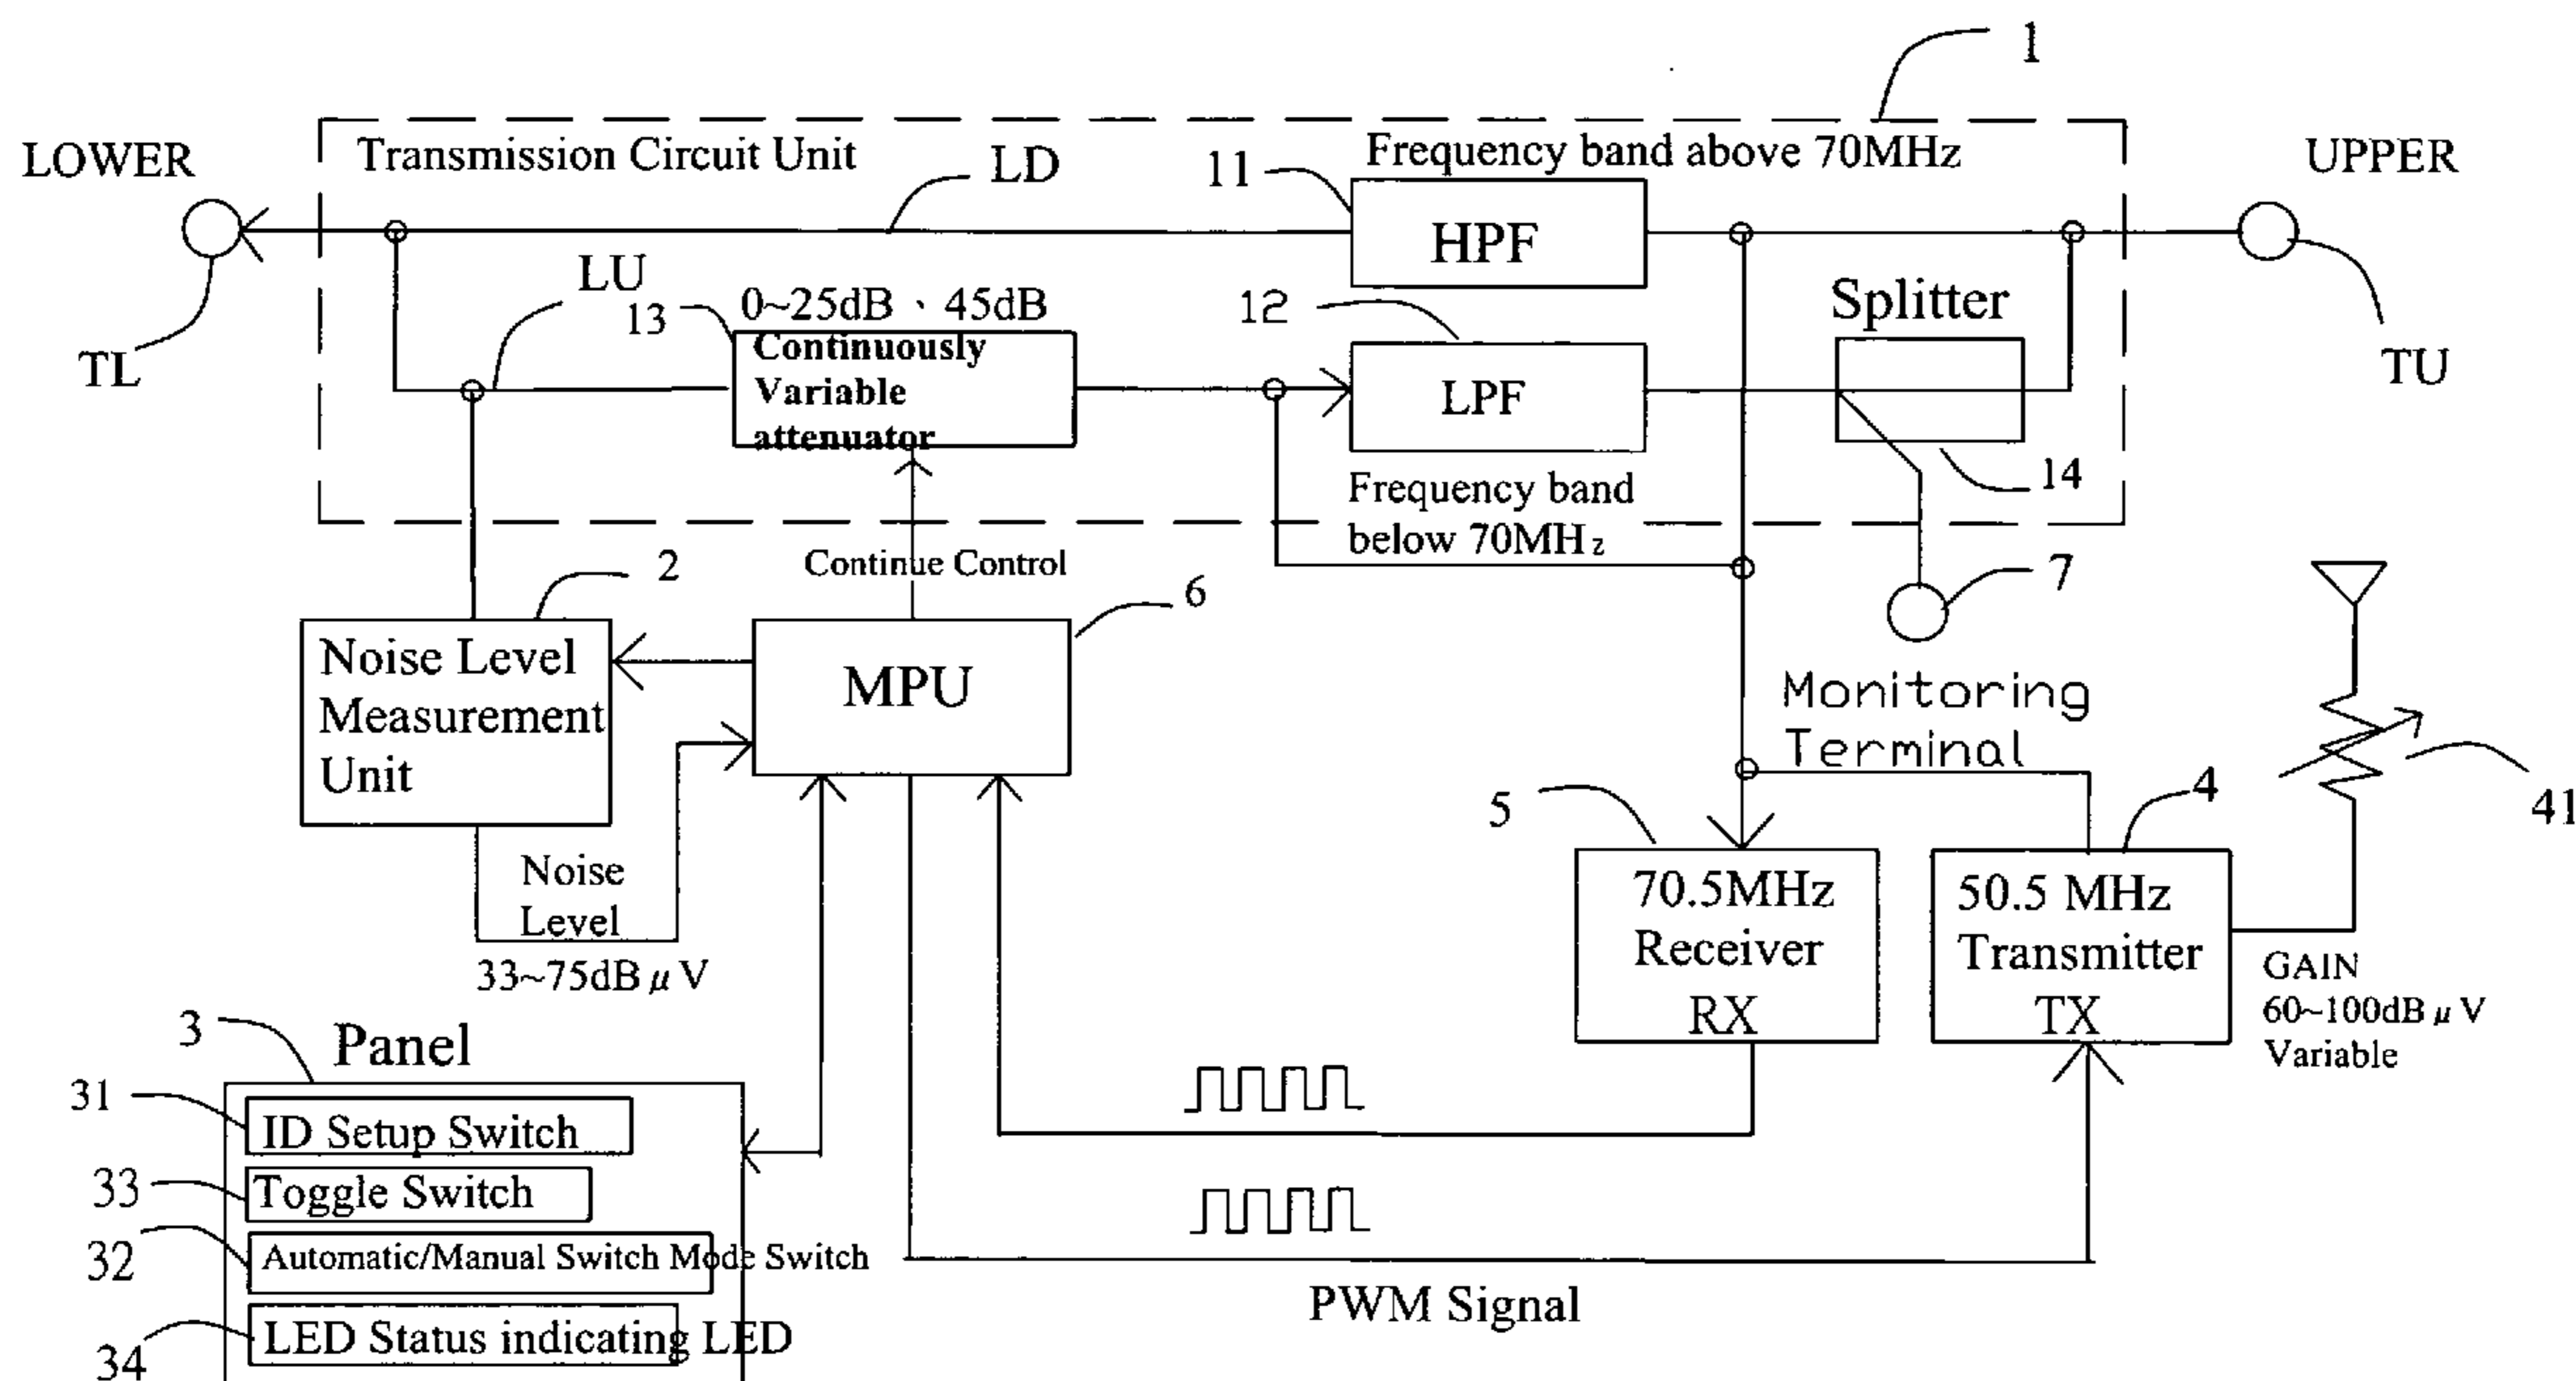 1
LOWER
Transmission Circuit Unit
LD
11
Frequency band above 70MHz
UPPER
HPF
LU
13
0~25dB、45dB
12
Splitter
TL
Continuously
Variable
attenuator
LPF
TU
14
Frequency band
below 70MHz
2
Continue Control
6
7
Noise Level
Measurement
Unit
MPU
Monitoring
Terminal
5
4
41
Noise
Level
33~75dBμV
70.5MHz
Receiver
RX
50.5 MHz
Transmitter
TX
GAIN
60~100dBμV
Variable
3
Panel
31
ID Setup Switch
33
Toggle Switch
32
Automatic/Manual Switch Mode Switch
34
LED Status indicating LED
PWM Signal